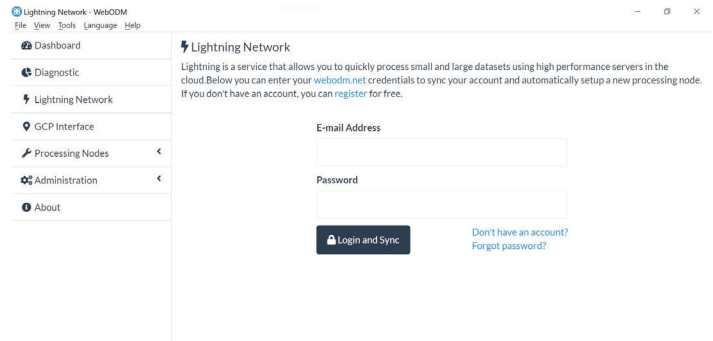 Lightning Network - WebODM
File View Tools Language Help
Dashboard
Diagnostic
Lightning Network
GCP Interface
Processing Nodes
Administration
About
Lightning Network
Lightning is a service that allows you to quickly process small and large datasets using high performance servers in the
cloud.Below you can enter your webodm.net credentials to sync your account and automatically setup a new processing node.
If you don't have an account, you can register for free.
E-mail Address
Password
Login and Sync
Don't have an account?
Forgot password?